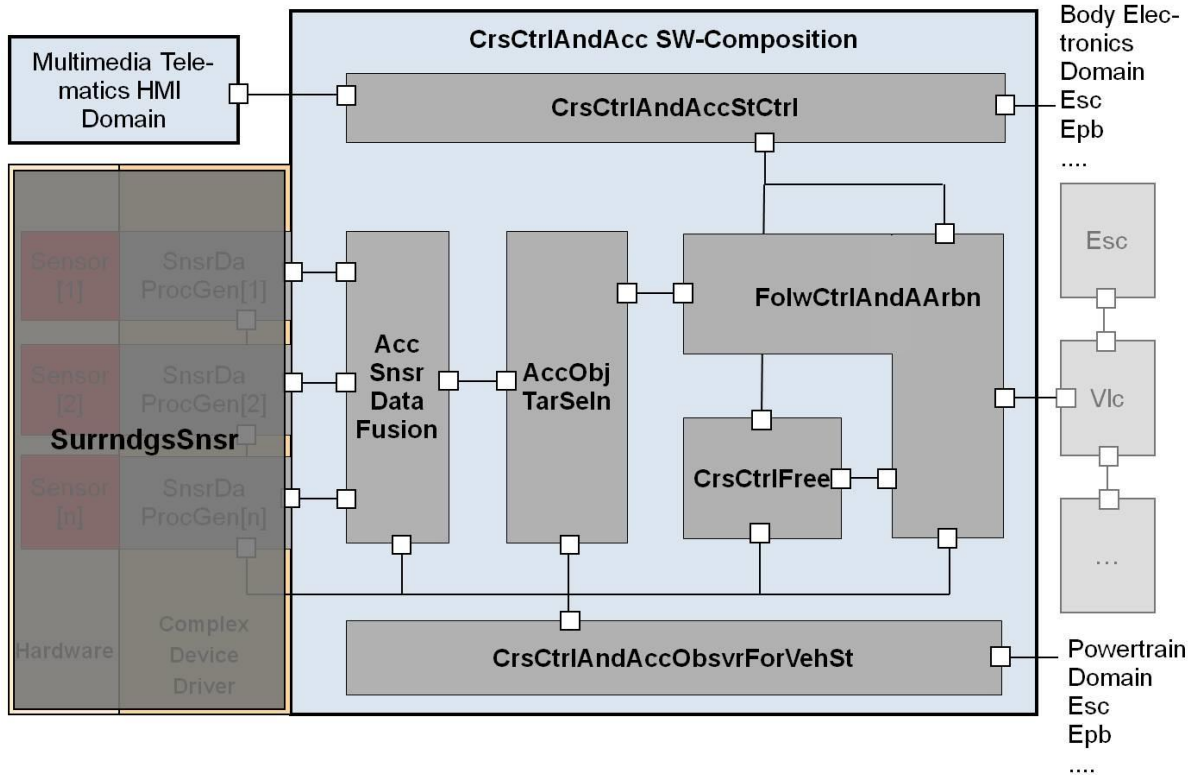 CrsCtrlAndAcc SW-Composition
Multimedia Tele-
matics HMI
Domain
CrsCtrlAndAccStCtrl
Body Elec-
tronics
Domain
Esc
Epb
....
Sensor
[1]
SnsrDa
ProcGen[1]
Sensor
[2]
SnsrDa
ProcGen[2]
SurrndgsSnsr
Sensor
[n]
SnsrDa
ProcGen[n]
Hardware
Complex
Device
Driver
Acc
Snsr
Data
Fusion
AccObj
TarSeln
FolwCtrlAndAArbn
CrsCtrlFree
Esc
Vlc
...
CrsCtrlAndAccObsvrForVehSt
Powertrain
Domain
Esc
Epb
....